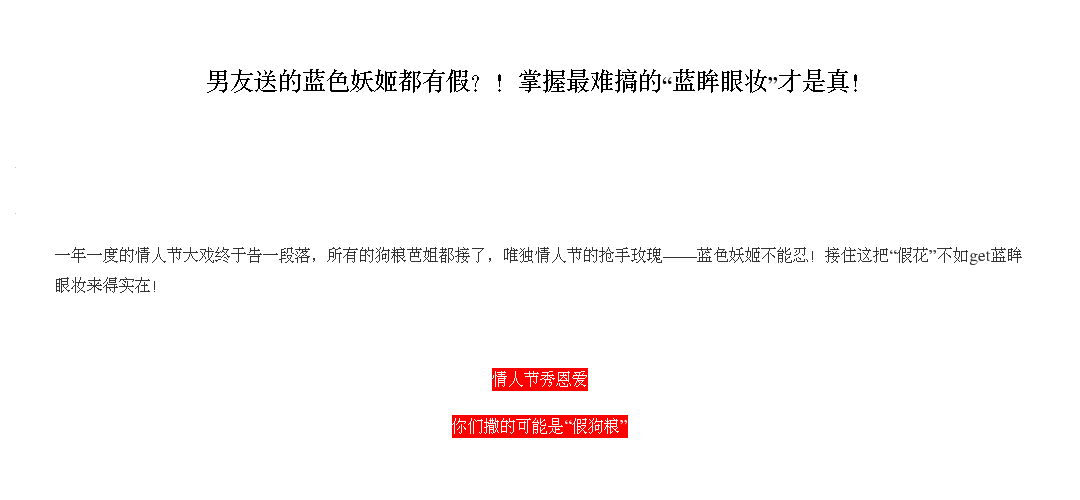 男友送的蓝色妖姬都有假？！掌握最难搞的“蓝眸眼妆”才是真！
一年一度的情人节大戏终于告一段落，所有的狗粮芭姐都接了，唯独情人节的抢手玫瑰——蓝色妖姬不能忍！接住这把“假花”不如get蓝眸
眼妆来得实在！
情人节秀恩爱
你们撒的可能是“假狗粮”